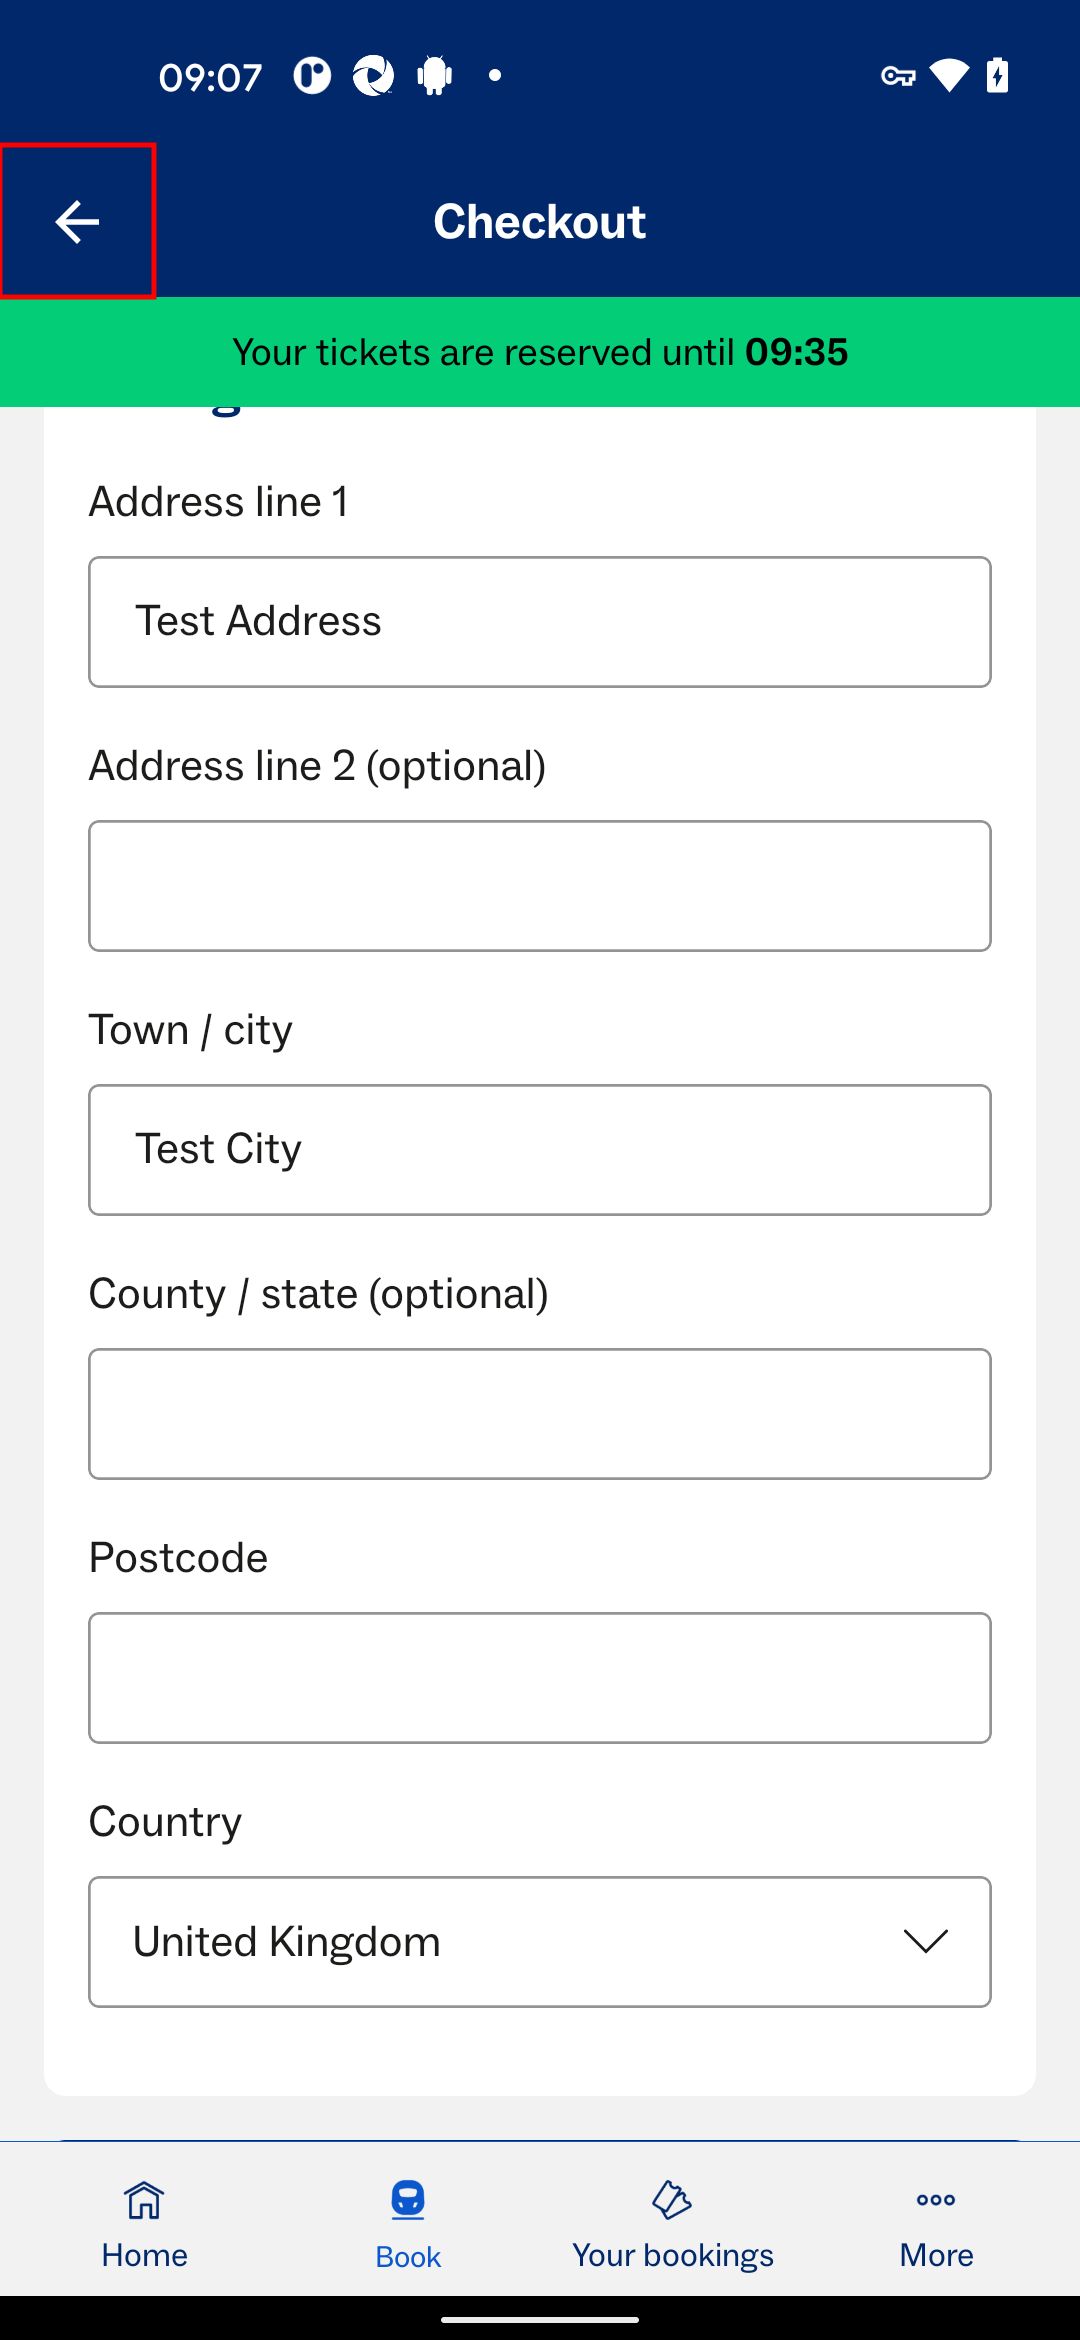 09:07
Checkout
Your tickets are reserved until 09:35
Address line 1
Test Address
Address line 2 (optional)
Town / city
Test City
County / state (optional)
Postcode
Country
United Kingdom
Home
Book
Your bookings
More